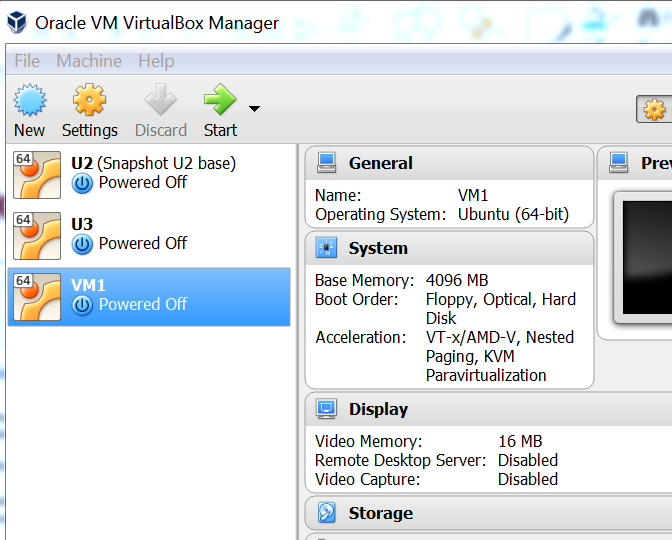 Oracle VM VirtualBox Manager
File Machine Help
New Settings Discard Start
64 U2 (Snapshot U2 base)
Powered Off
64 U3
Powered Off
64 VM1
Powered Off
General
Name: VM1
Operating System: Ubuntu (64-bit)
System
Base Memory: 4096 MB
Boot Order: Floppy, Optical, Hard
Disk
Acceleration: VT-x/AMD-V, Nested
Paging, KVM
Paravirtualization
Display
Video Memory: 16 MB
Remote Desktop Server: Disabled
Video Capture: Disabled
Storage